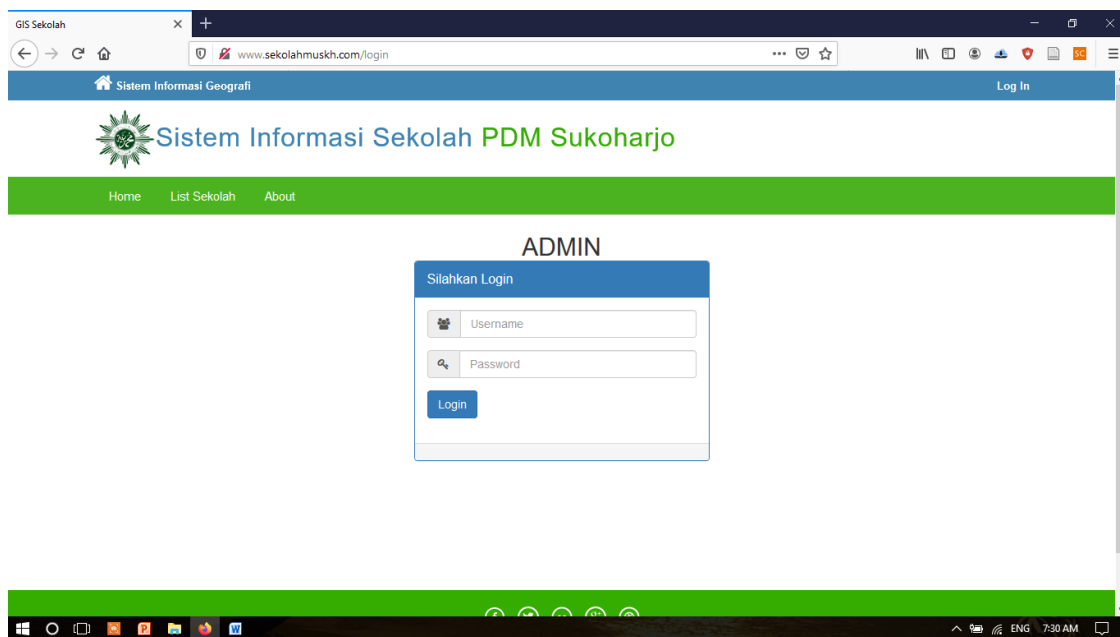 GIS Sekolah
www.sekolahmuskh.com/login
Sistem Informasi Geografi
Log In
Sistem Informasi Sekolah PDM Sukoharjo
Home List Sekolah About
ADMIN
Silahkan Login
Username
Password
Login
ENG 7:30 AM